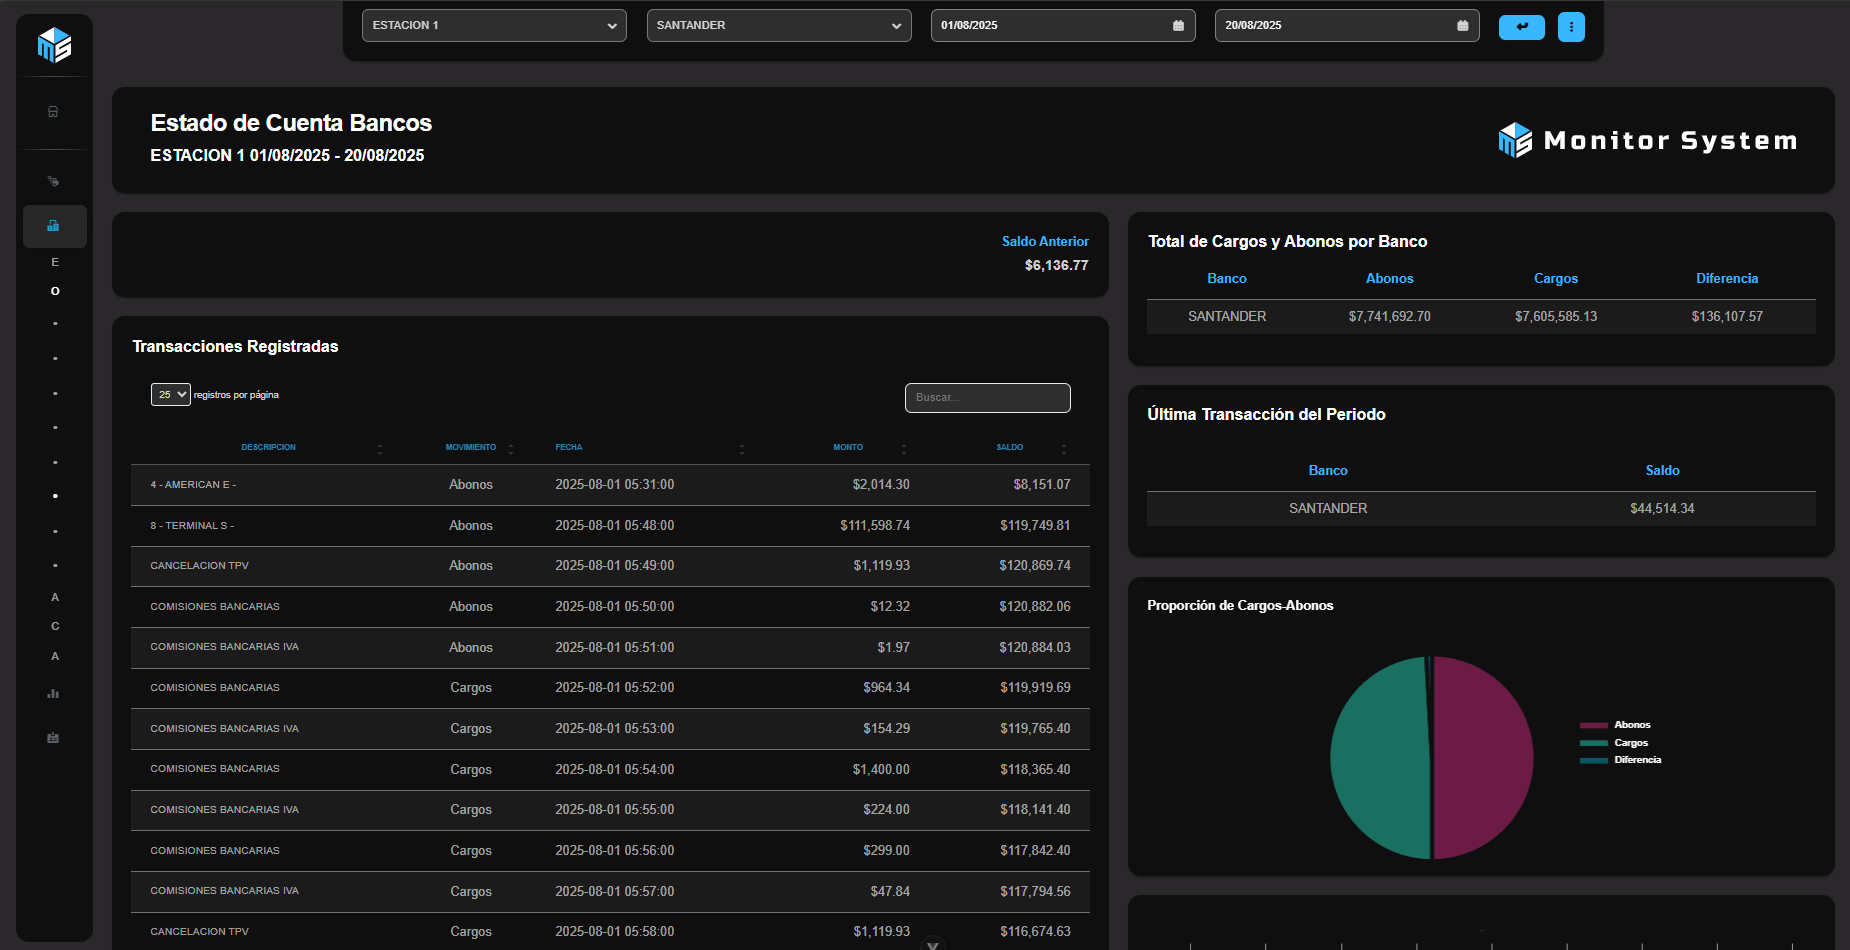 ESTACION 1
SANTANDER
01/08/2025
20/08/2025
Estado de Cuenta Bancos
ESTACION 1 01/08/2025 - 20/08/2025
MS Monitor System
Saldo Anterior
$6,136.77
Transacciones Registradas
25 registros por página
Buscar...
DESCRIPCION MOVIMIENTO FECHA MONTO SALDO
4 - AMERICAN E - Abonos 2025-08-01 05:31:00 $2,014.30 $8,151.07
8 - TERMINAL S - Abonos 2025-08-01 05:48:00 $111,598.74 $119,749.81
CANCELACION TPV Abonos 2025-08-01 05:49:00 $1,119.93 $120,869.74
COMISIONES BANCARIAS Abonos 2025-08-01 05:50:00 $12.32 $120,882.06
COMISIONES BANCARIAS IVA Abonos 2025-08-01 05:51:00 $1.97 $120,884.03
COMISIONES BANCARIAS Cargos 2025-08-01 05:52:00 $964.34 $119,919.69
COMISIONES BANCARIAS IVA Cargos 2025-08-01 05:53:00 $154.29 $119,765.40
COMISIONES BANCARIAS Cargos 2025-08-01 05:54:00 $1,400.00 $118,365.40
COMISIONES BANCARIAS IVA Cargos 2025-08-01 05:55:00 $224.00 $118,141.40
COMISIONES BANCARIAS Cargos 2025-08-01 05:56:00 $299.00 $117,842.40
COMISIONES BANCARIAS IVA Cargos 2025-08-01 05:57:00 $47.84 $117,794.56
CANCELACION TPV Cargos 2025-08-01 05:58:00 $1,119.93 $116,674.63
Total de Cargos y Abonos por Banco
Banco Abonos Cargos Diferencia
SANTANDER $7,741,692.70 $7,605,585.13 $136,107.57
Última Transacción del Periodo
Banco Saldo
SANTANDER $44,514.34
Proporción de Cargos-Abonos
Abonos
Cargos
Diferencia
MS
E
O
A
C
A